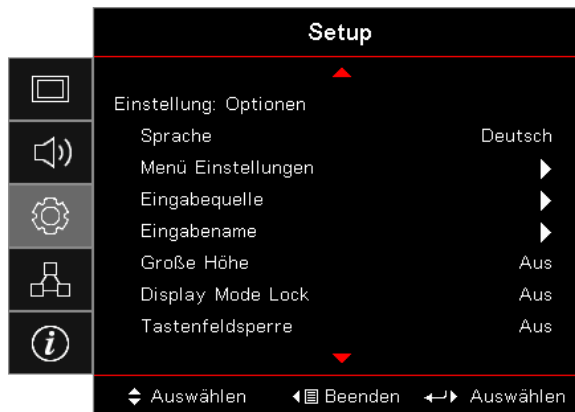 Setup
Einstellung: Optionen
Sprache Deutsch
Menü Einstellungen
Eingabequelle
Eingabename
Große Höhe Aus
Display Mode Lock Aus
Tastenfeldsperre Aus
Auswählen Beenden Auswählen